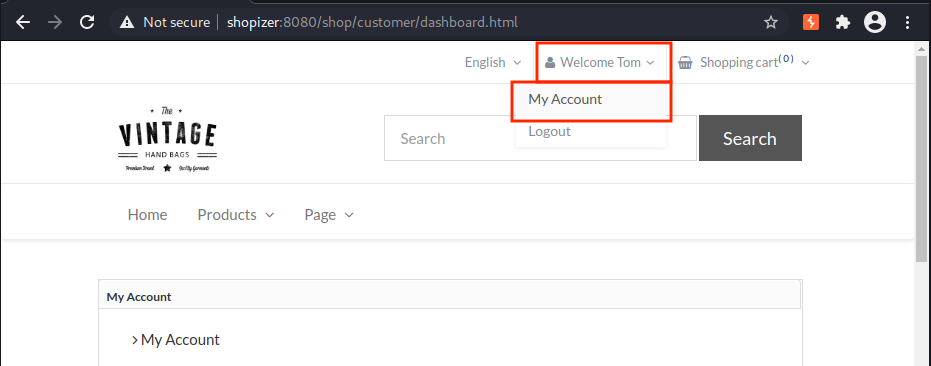 Not secure | shopizer:8080/shop/customer/dashboard.html
English Welcome Tom Shopping cart(0)
My Account
Logout
The
VINTAGE
HAND BAGS
Premium Brand Quality Garments
Search Search
Home Products Page
My Account
My Account